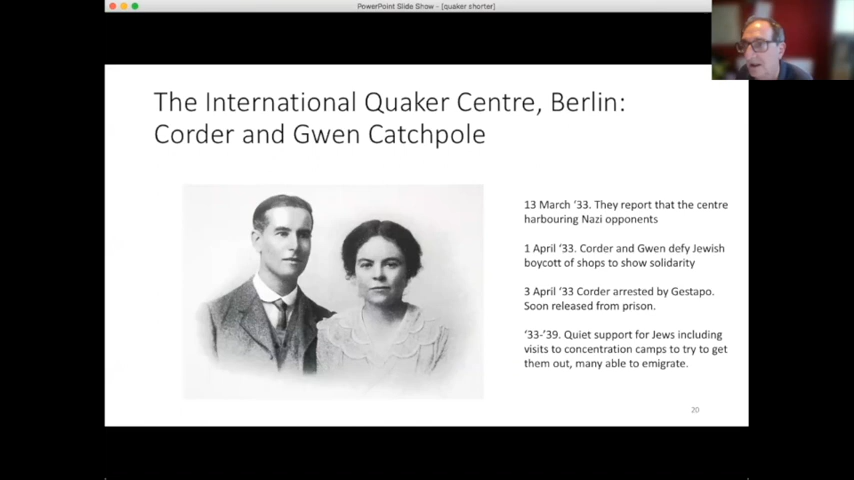 PowerPoint Slide Show - [quaker shorter]
The International Quaker Centre, Berlin:
Corder and Gwen Catchpole
13 March '33. They report that the centre
harbouring Nazi opponents
1 April '33. Corder and Gwen defy Jewish
boycott of shops to show solidarity
3 April '33 Corder arrested by Gestapo.
Soon released from prison.
'33-'39. Quiet support for Jews including
visits to concentration camps to try to get
them out, many able to emigrate.
20